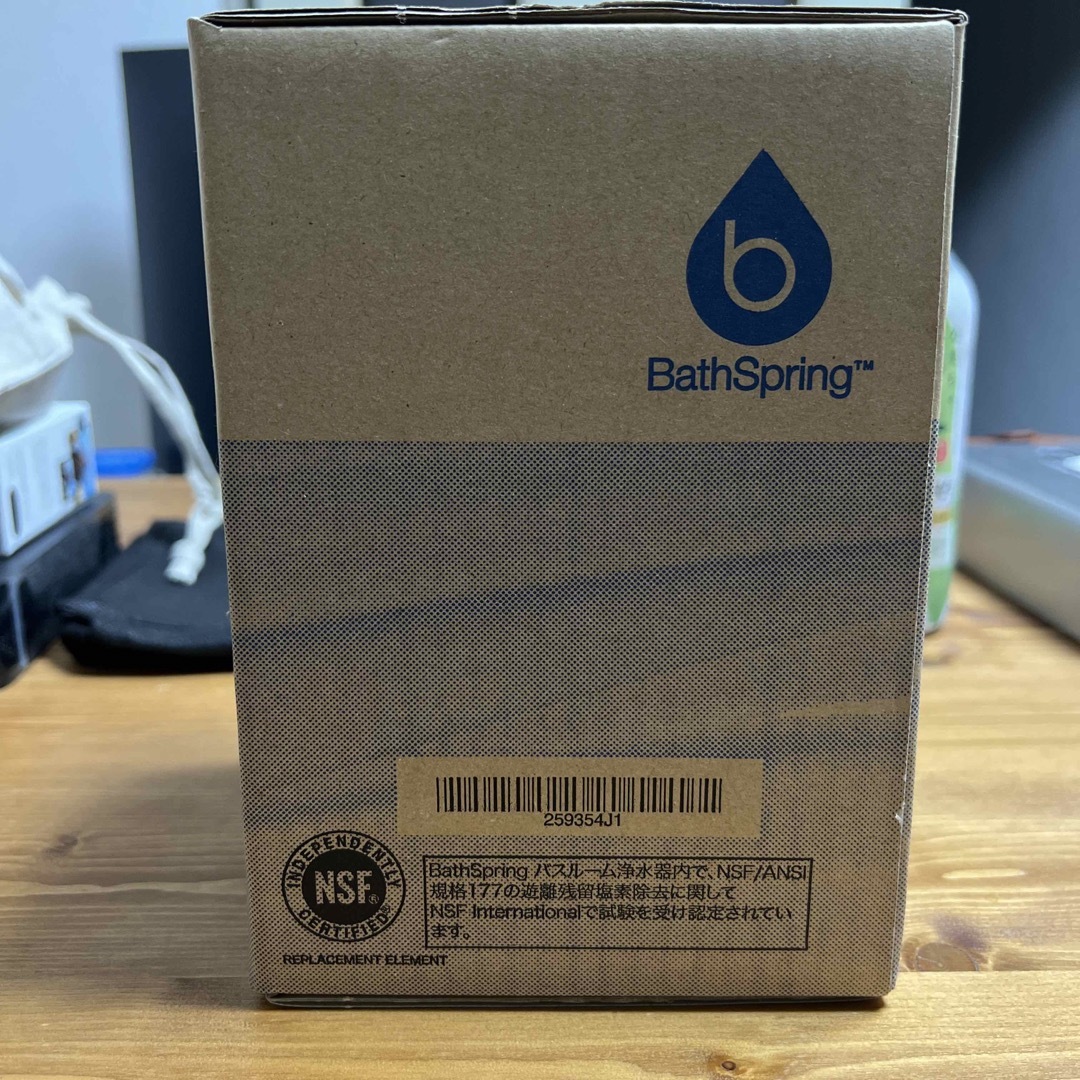 b
BathSpring™
259354J1
INDEPENDENTLY
NSF®
CERTIFIED
REPLACEMENT ELEMENT
BathSpring バスルーム浄水器内で、NSF/ANSI
規格177の遊離残留塩素除去に関して
NSF Internationalで試験を受け認定されてい
ます。